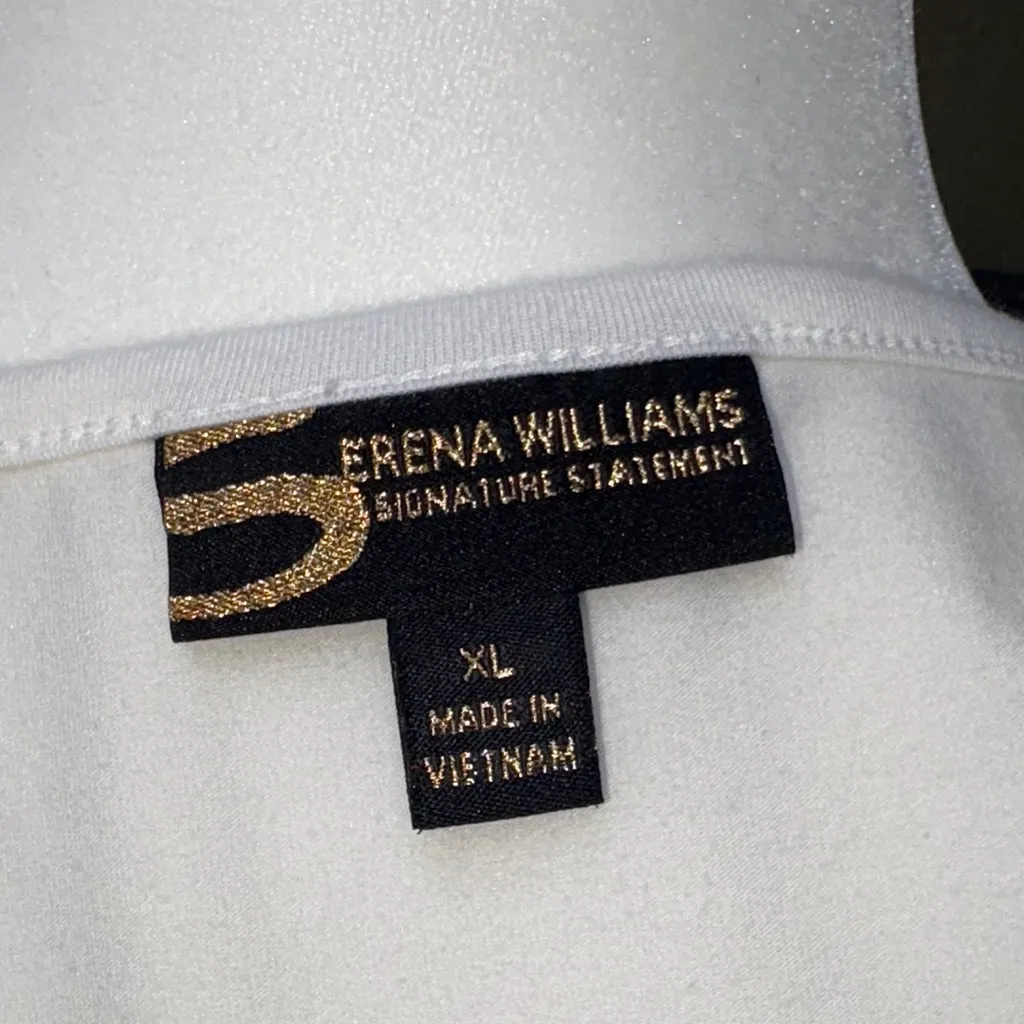 SERENA WILLIAMS
SIGNATURE STATEMENT
XL
MADE IN
VIETNAM